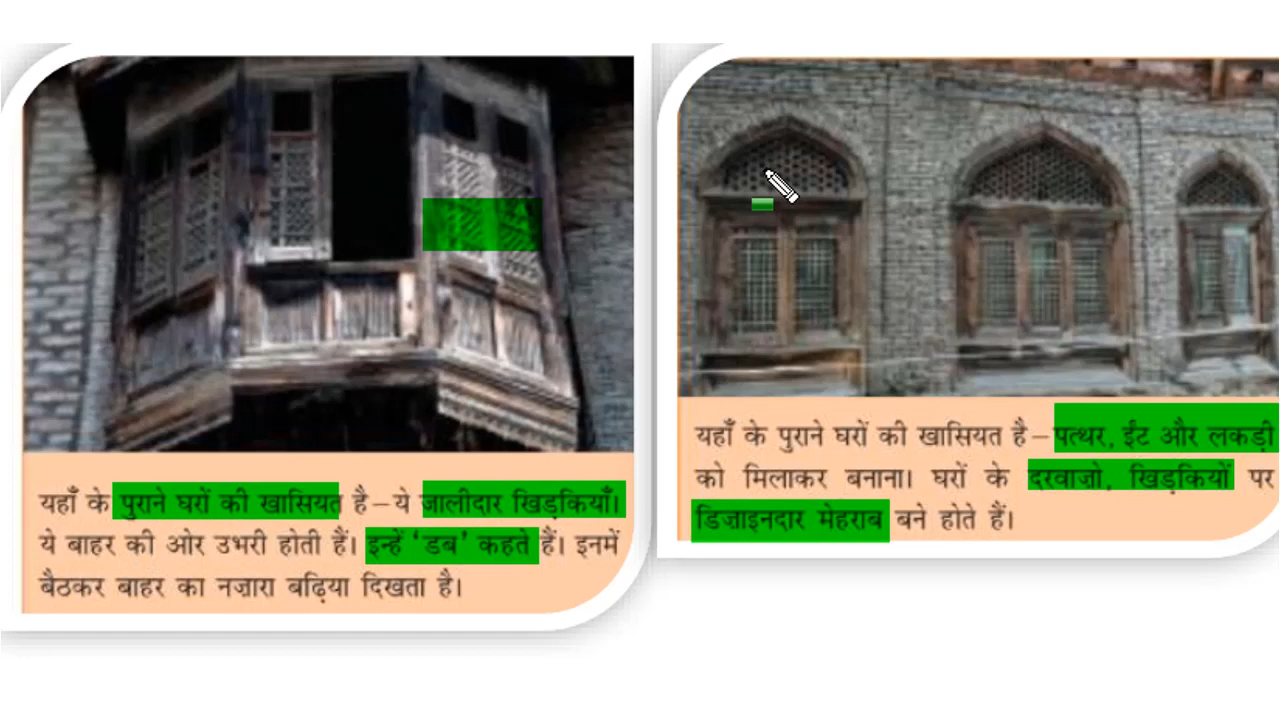 यहाँ के पुराने घरों की खासियत है–ये जालीदार खिड़कियाँ।
ये बाहर की ओर उभरी होती हैं। इन्हें ‘डब’ कहते हैं। इनमें
बैठकर बाहर का नज़ारा बढ़िया दिखता है।
यहाँ के पुराने घरों की खासियत है–पत्थर, ईंट और लकड़ी
को मिलाकर बनाना। घरों के दरवाज़ों, खिड़कियों पर
डिज़ाइनदार मेहराब बने होते हैं।